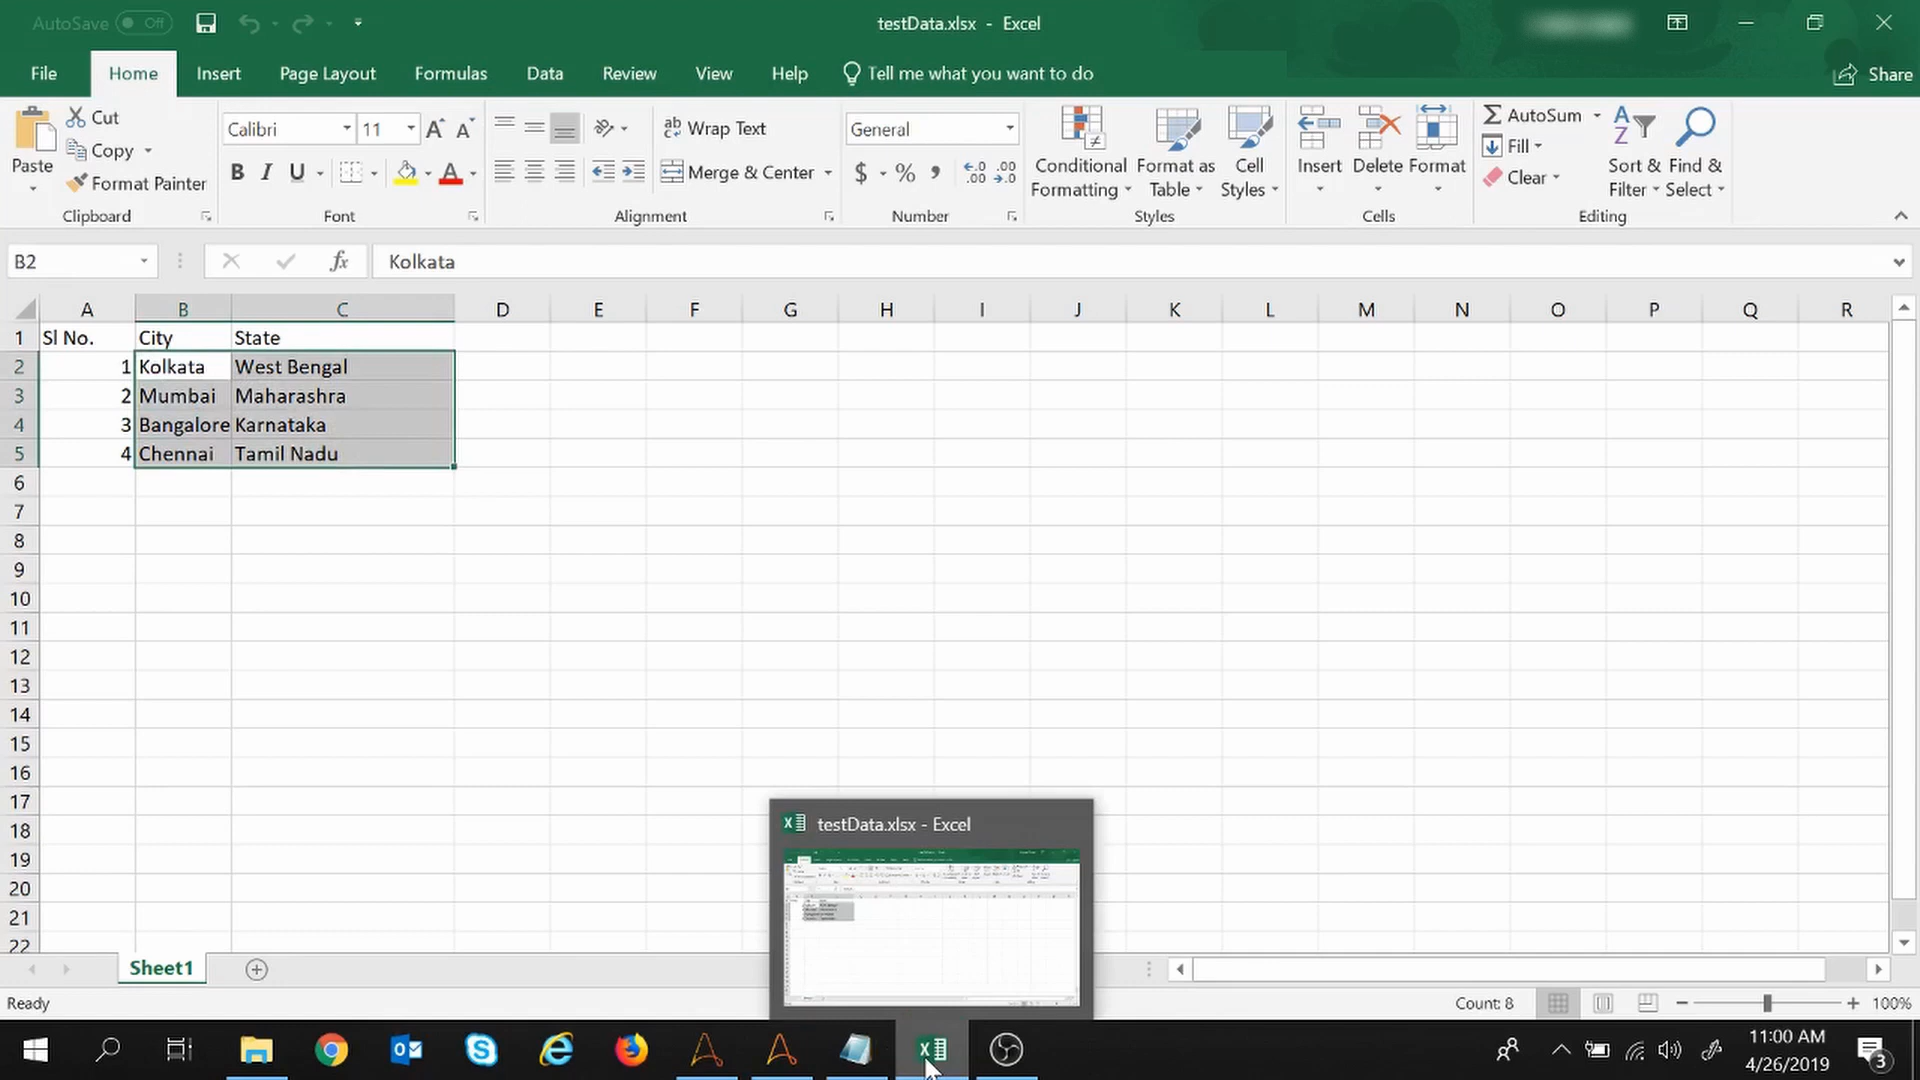 AutoSave Off testData.xlsx - Excel
File Home Insert Page Layout Formulas Data Review View Help Tell me what you want to do Share
Paste Cut Copy Format Painter Clipboard
Calibri 11 B I U A Font
ab Wrap Text Merge & Center Alignment
General $ % , Number
Conditional Formatting Format as Table Cell Styles Styles
Insert Delete Format Cells
AutoSum Fill Clear Sort & Filter Find & Select Editing
B2 fx Kolkata
A B C D E F G H I J K L M N O P Q R
1 Sl No. City State
2 1 Kolkata West Bengal
3 2 Mumbai Maharashra
4 3 Bangalore Karnataka
5 4 Chennai Tamil Nadu
6
7
8
9
10
11
12
13
14
15
16
17
18
19
20
21
22
testData.xlsx - Excel
Sheet1
Ready Count: 8 100%
11:00 AM
4/26/2019
3